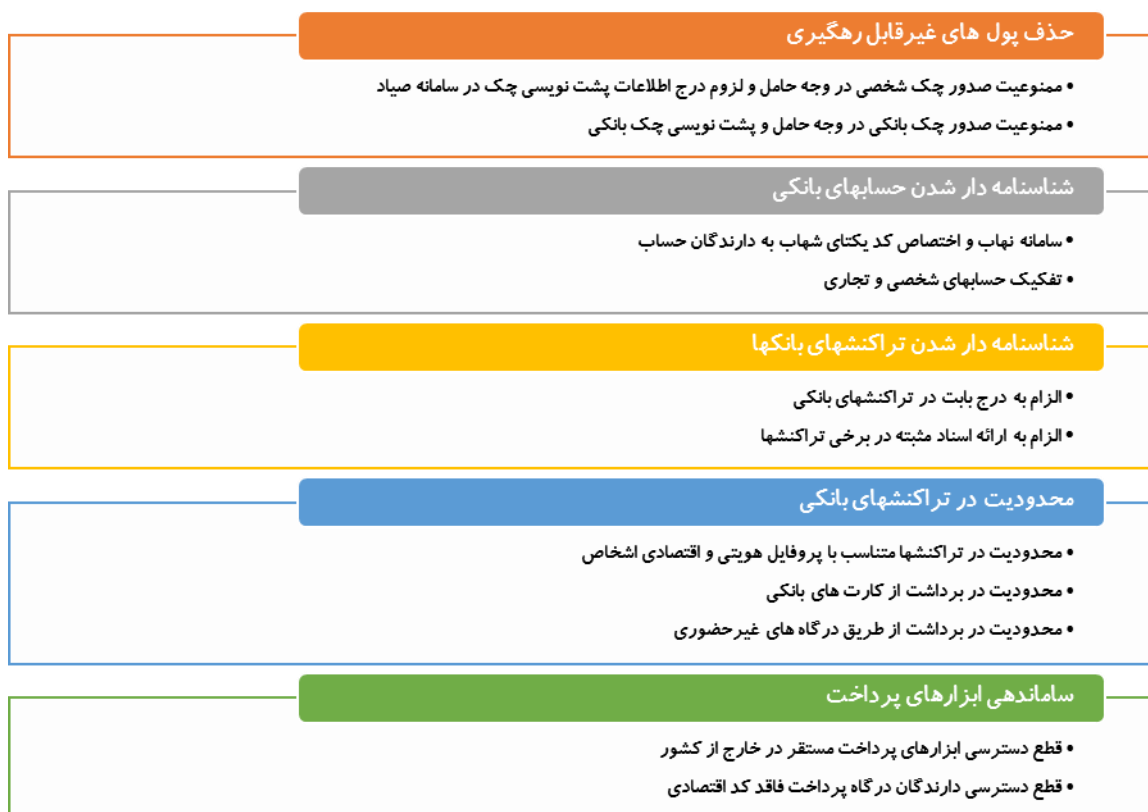 حذف پول های غیرقابل رهگیری
• ممنوعیت صدور چک شخصی در وجه حامل و لزوم درج اطلاعات پشت نویسی چک در سامانه صیاد
• ممنوعیت صدور چک بانکی در وجه حامل و پشت نویسی چک بانکی
شناسنامه دار شدن حسابهای بانکی
• سامانه نهاب و اختصاص کد یکتای شهاب به دارندگان حساب
• تفکیک حسابهای شخصی و تجاری
شناسنامه دار شدن تراکنشهای بانکها
• الزام به درج بابت در تراکنشهای بانکی
• الزام به ارائه اسناد مثبته در برخی تراکنشها
محدودیت در تراکنشهای بانکی
• محدودیت در تراکنشها متناسب با پروفایل هویتی و اقتصادی اشخاص
• محدودیت در برداشت از کارت های بانکی
• محدودیت در برداشت از طریق درگاه های غیرحضوری
ساماندهی ابزارهای پرداخت
• قطع دسترسی ابزارهای پرداخت مستقر در خارج از کشور
• قطع دسترسی دارندگان درگاه پرداخت فاقد کد اقتصادی